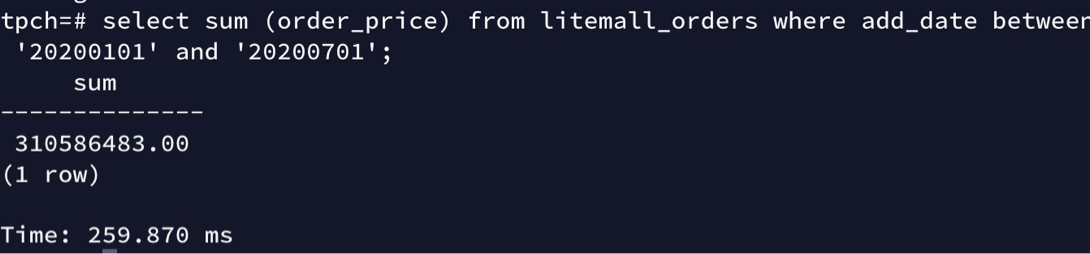 tpch=# select sum (order_price) from litemall_orders where add_date between
'20200101' and '20200701';
sum
--------------
310586483.00
(1 row)
Time: 259.870 ms